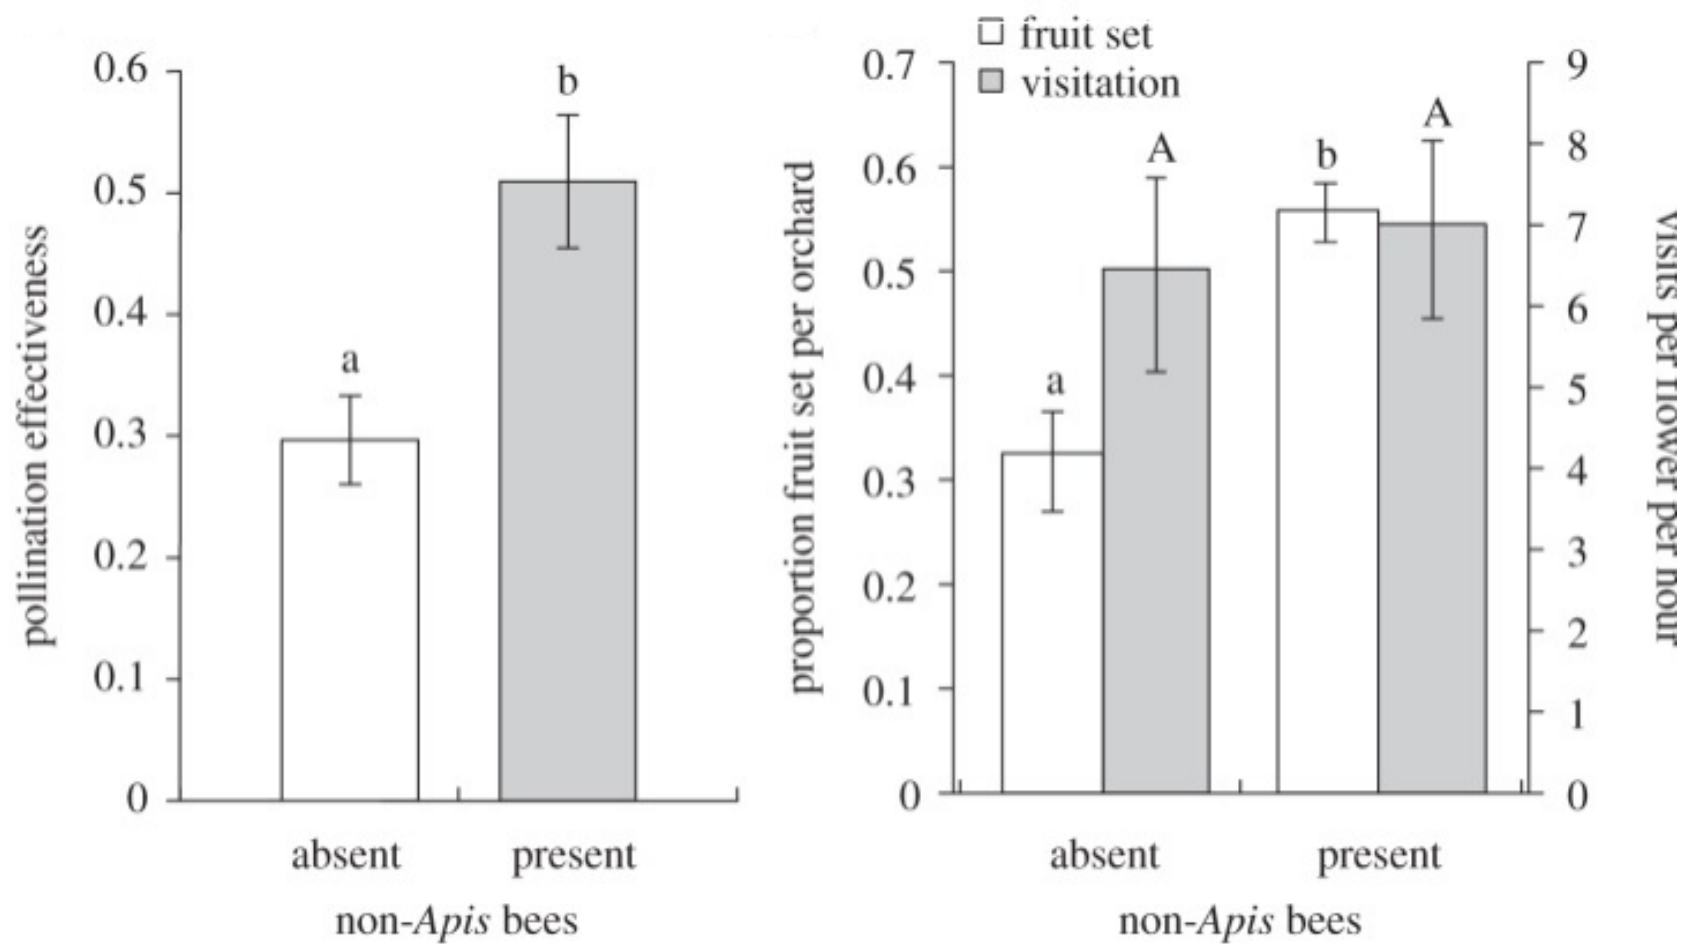 pollination effectiveness
0.6
0.5
0.4
0.3
0.2
0.1
0
a
b
absent
present
non-Apis bees
fruit set
visitation
proportion fruit set per orchard
0.7
0.6
0.5
0.4
0.3
0.2
0.1
0
a
A
b
A
9
8
7
6
5
4
3
2
1
0
visits per flower per hour
absent
present
non-Apis bees